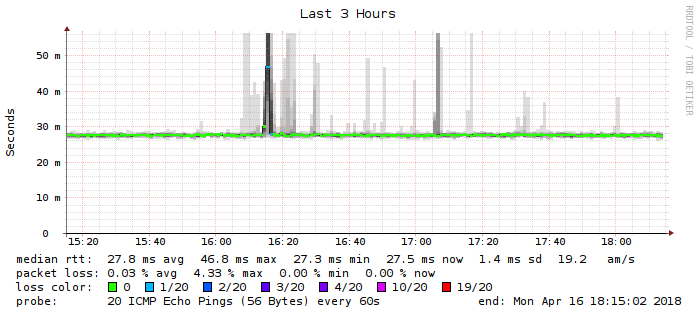 Last 3 Hours
RRDTOOL / TOBI OETIKER
Seconds
50 m
40 m
30 m
20 m
10 m
0
15:20 15:40 16:00 16:20 16:40 17:00 17:20 17:40 18:00
median rtt: 27.8 ms avg 46.8 ms max 27.3 ms min 27.5 ms now 1.4 ms sd 19.2 am/s
packet loss: 0.03 % avg 4.33 % max 0.00 % min 0.00 % now
loss color: 0 1/20 2/20 3/20 4/20 10/20 19/20
probe: 20 ICMP Echo Pings (56 Bytes) every 60s end: Mon Apr 16 18:15:02 2018